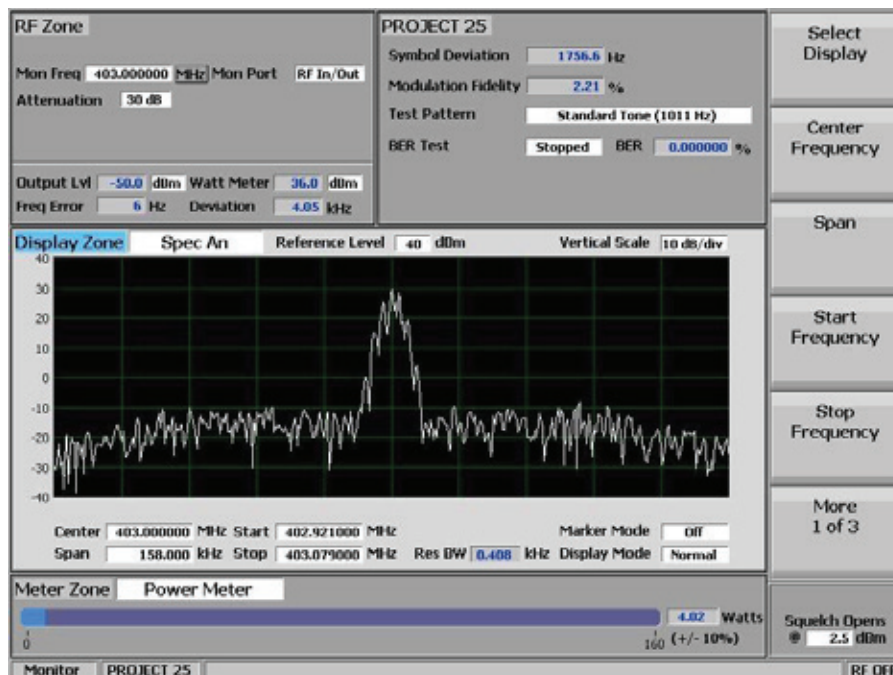 RF Zone
Mon Freq 403.000000 MHz Mon Port RF In/Out
Attenuation 30 dB
Output Lvl -50.0 dBm Watt Meter 36.0 dBm
Freq Error 6 Hz Deviation 4.05 kHz
PROJECT 25
Symbol Deviation 1756.6 Hz
Modulation Fidelity 2.21 %
Test Pattern Standard Tone (1011 Hz)
BER Test Stopped BER 0.000000 %
Display Zone Spec An Reference Level 40 dBm Vertical Scale 10 dB/div
40
30
20
10
0
-10
-20
-30
-40
Center 403.000000 MHz Start 402.921000 MHz Marker Mode Off
Span 158.000 kHz Stop 403.079000 MHz Res BW 0.408 kHz Display Mode Normal
Meter Zone Power Meter
4.02 Watts
0 160 (+/- 10%)
Monitor PROJECT 25 RF OFF
Select
Display
Center
Frequency
Span
Start
Frequency
Stop
Frequency
More
1 of 3
Squelch Opens
@ 2.5 dBm